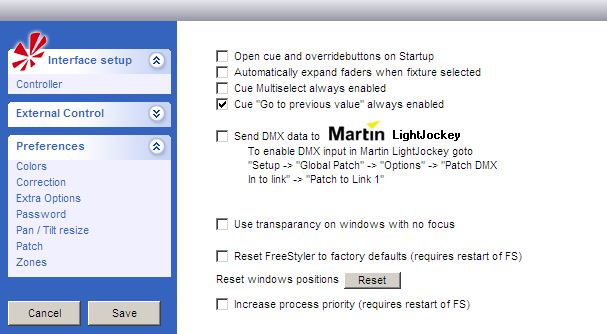 Interface setup
Controller
External Control
Preferences
Colors
Correction
Extra Options
Password
Pan / Tilt resize
Patch
Zones
Cancel
Save
Open cue and overridebuttons on Startup
Automatically expand faders when fixture selected
Cue Multiselect always enabled
Cue "Go to previous value" always enabled
Send DMX data to Martin LightJockey
To enable DMX input in Martin LightJockey goto
"Setup -> "Global Patch" -> "Options" -> "Patch DMX
In to link" -> "Patch to Link 1"
Use transparancy on windows with no focus
Reset FreeStyler to factory defaults (requires restart of FS)
Reset windows positions Reset
Increase process priority (requires restart of FS)